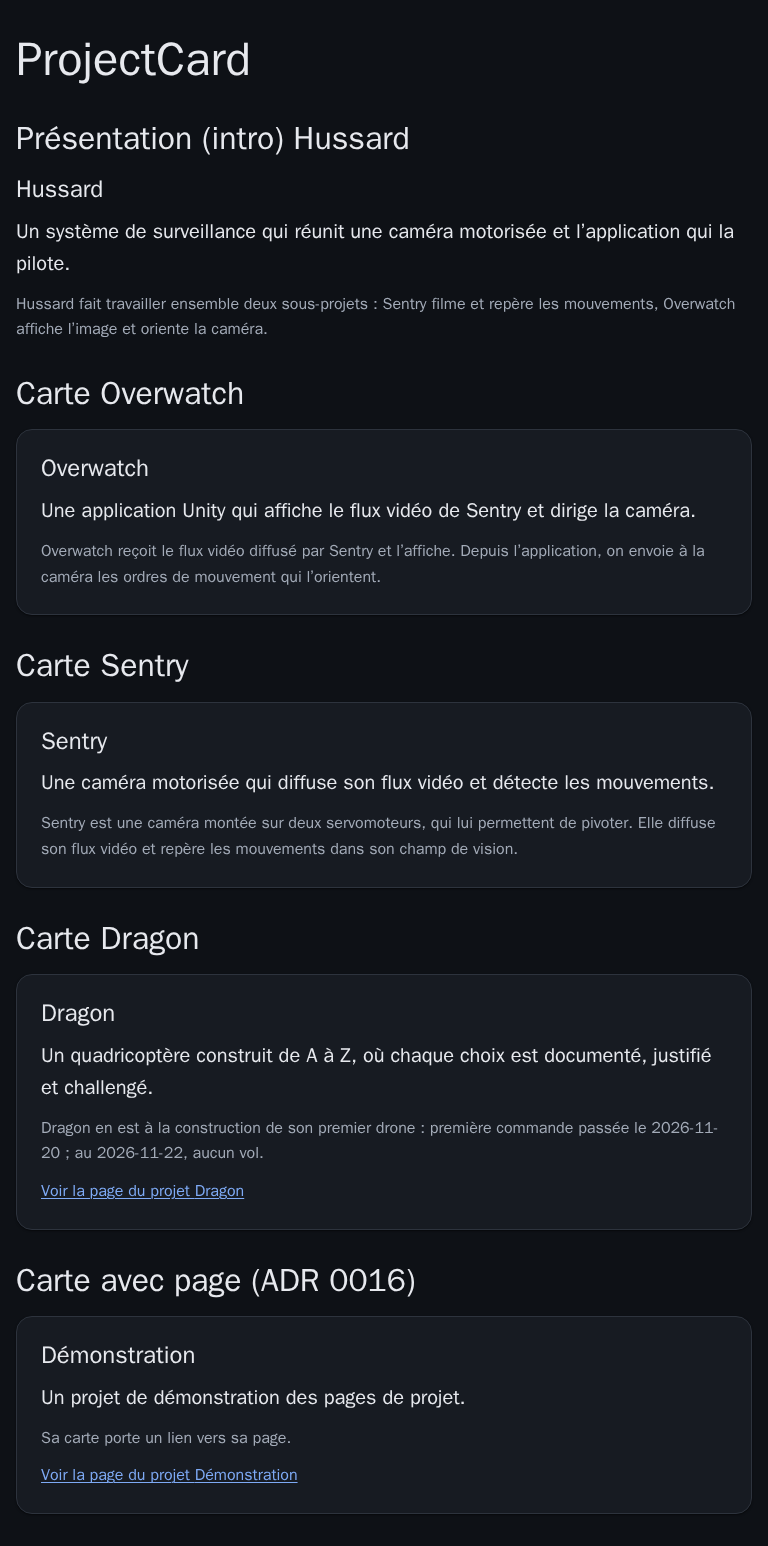 ProjectCard
Présentation (intro) Hussard
Hussard
Un système de surveillance qui réunit une caméra motorisée et l’application qui la
pilote.
Hussard fait travailler ensemble deux sous-projets : Sentry filme et repère les mouvements, Overwatch
affiche l’image et oriente la caméra.
Carte Overwatch
Overwatch
Une application Unity qui affiche le flux vidéo de Sentry et dirige la caméra.
Overwatch reçoit le flux vidéo diffusé par Sentry et l’affiche. Depuis l’application, on envoie à la
caméra les ordres de mouvement qui l’orientent.
Carte Sentry
Sentry
Une caméra motorisée qui diffuse son flux vidéo et détecte les mouvements.
Sentry est une caméra montée sur deux servomoteurs, qui lui permettent de pivoter. Elle diffuse
son flux vidéo et repère les mouvements dans son champ de vision.
Carte Dragon
Dragon
Un quadricoptère construit de A à Z, où chaque choix est documenté, justifié
et challengé.
Dragon en est à la construction de son premier drone : première commande passée le 2026-11-
20 ; au 2026-11-22, aucun vol.
Voir la page du projet Dragon
Carte avec page (ADR 0016)
Démonstration
Un projet de démonstration des pages de projet.
Sa carte porte un lien vers sa page.
Voir la page du projet Démonstration